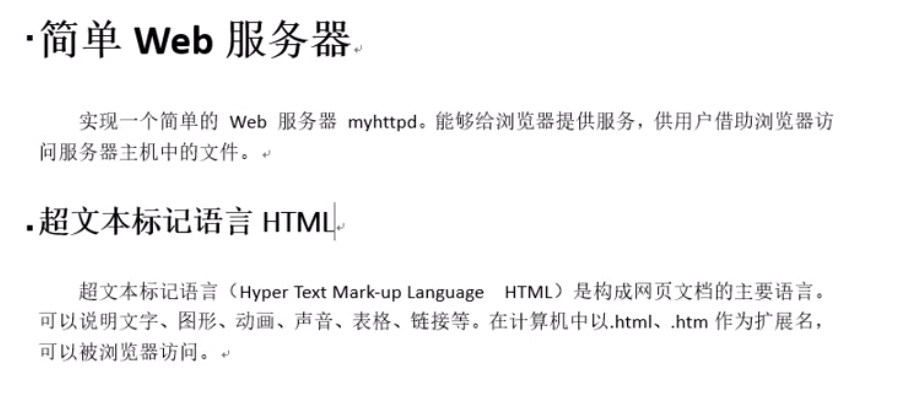 简单 Web 服务器
实现一个简单的 Web 服务器 myhttpd。能够给浏览器提供服务，供用户借助浏览器访
问服务器主机中的文件。
超文本标记语言 HTML
超文本标记语言（Hyper Text Mark-up Language HTML）是构成网页文档的主要语言。
可以说明文字、图形、动画、声音、表格、链接等。在计算机中以.html、.htm 作为扩展名，
可以被浏览器访问。